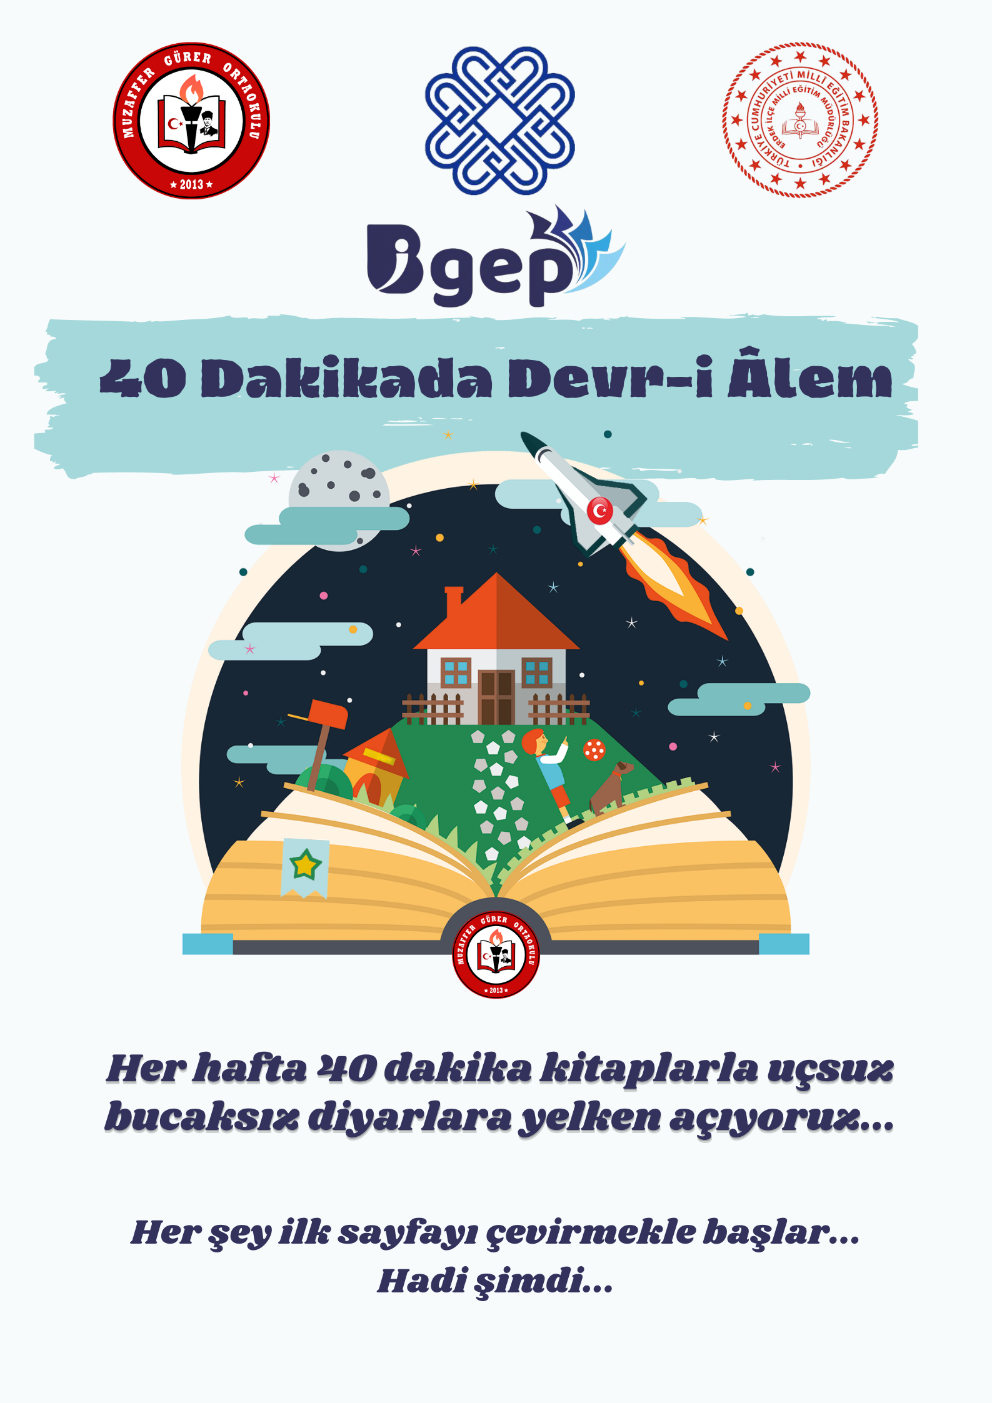 MUZAFFER GÜRER ORTAOKULU
2013
TÜRKİYE CUMHURİYETİ MİLLİ EĞİTİM BAKANLIĞI
ERDEK İLÇE MİLLİ EĞİTİM MÜDÜRLÜĞÜ
Bigep
40 Dakikada Devr-i Âlem
MUZAFFER GÜRER ORTAOKULU
2013
Her hafta 40 dakika kitaplarla uçsuz
bucaksız diyarlara yelken açıyoruz...
Her şey ilk sayfayı çevirmekle başlar...
Hadi şimdi...